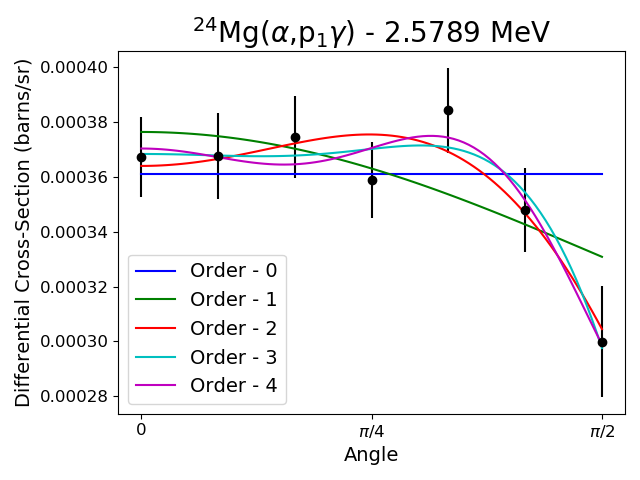 ²⁴Mg(α,p₁γ) - 2.5789 MeV
Differential Cross-Section (barns/sr)
0.00040
0.00038
0.00036
0.00034
0.00032
0.00030
0.00028
Order - 0
Order - 1
Order - 2
Order - 3
Order - 4
0 π/4 π/2
Angle